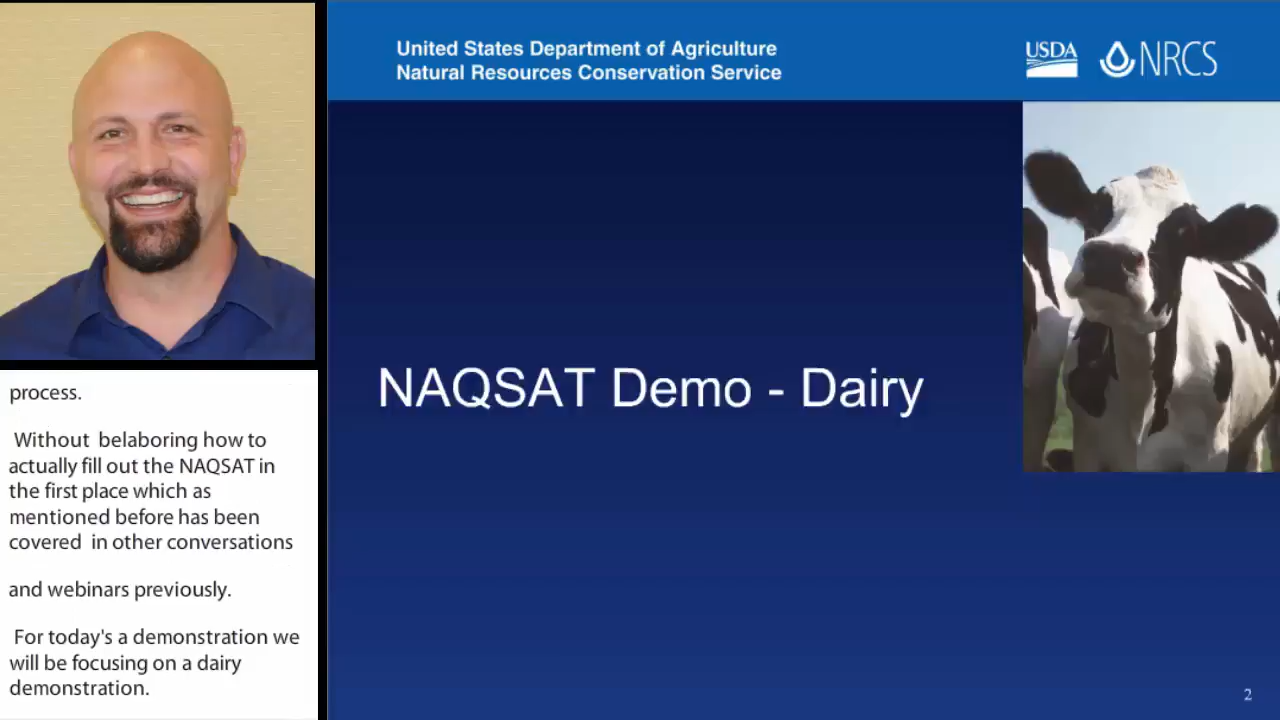 United States Department of Agriculture
Natural Resources Conservation Service
USDA
NRCS
NAQSAT Demo - Dairy
process.
Without belaboring how to
actually fill out the NAQSAT in
the first place which as
mentioned before has been
covered in other conversations
and webinars previously.
For today's a demonstration we
will be focusing on a dairy
demonstration.
2